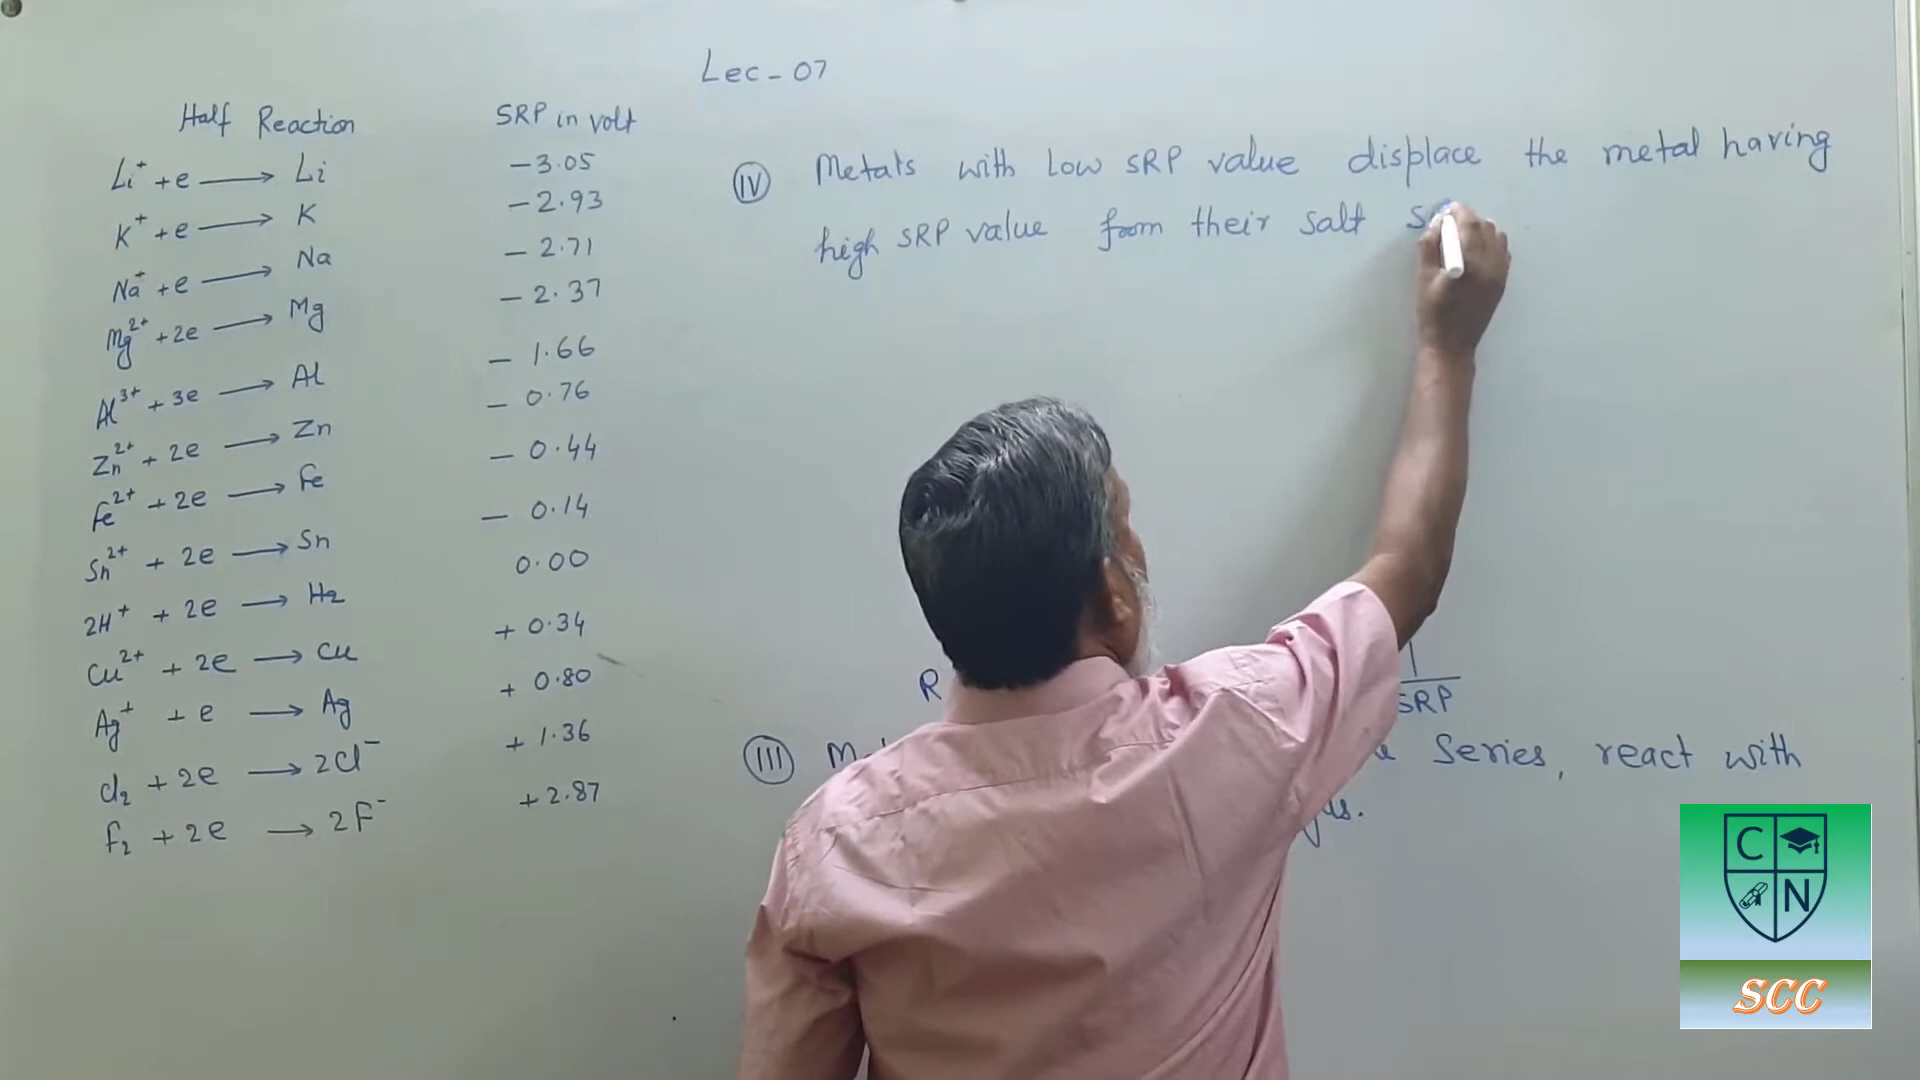 Lec - 07
Half Reaction SRP in volt
Li⁺ + e ⟶ Li − 3.05
K⁺ + e ⟶ K − 2.93
Na⁺ + e ⟶ Na − 2.71
Mg²⁺ + 2e ⟶ Mg − 2.37
Al³⁺ + 3e ⟶ Al − 1.66
Zn²⁺ + 2e ⟶ Zn − 0.76
Fe²⁺ + 2e ⟶ Fe − 0.44
Sn²⁺ + 2e ⟶ Sn − 0.14
2H⁺ + 2e ⟶ H2 0.00
Cu²⁺ + 2e ⟶ Cu + 0.34
Ag⁺ + e ⟶ Ag + 0.80
Cl₂ + 2e ⟶ 2Cl⁻ + 1.36
F₂ + 2e ⟶ 2F⁻ + 2.87
(IV) Metals with Low SRP value displace the metal having
high SRP value from their salt
R
1
SRP
(III) Series, react with
C
N
SCC